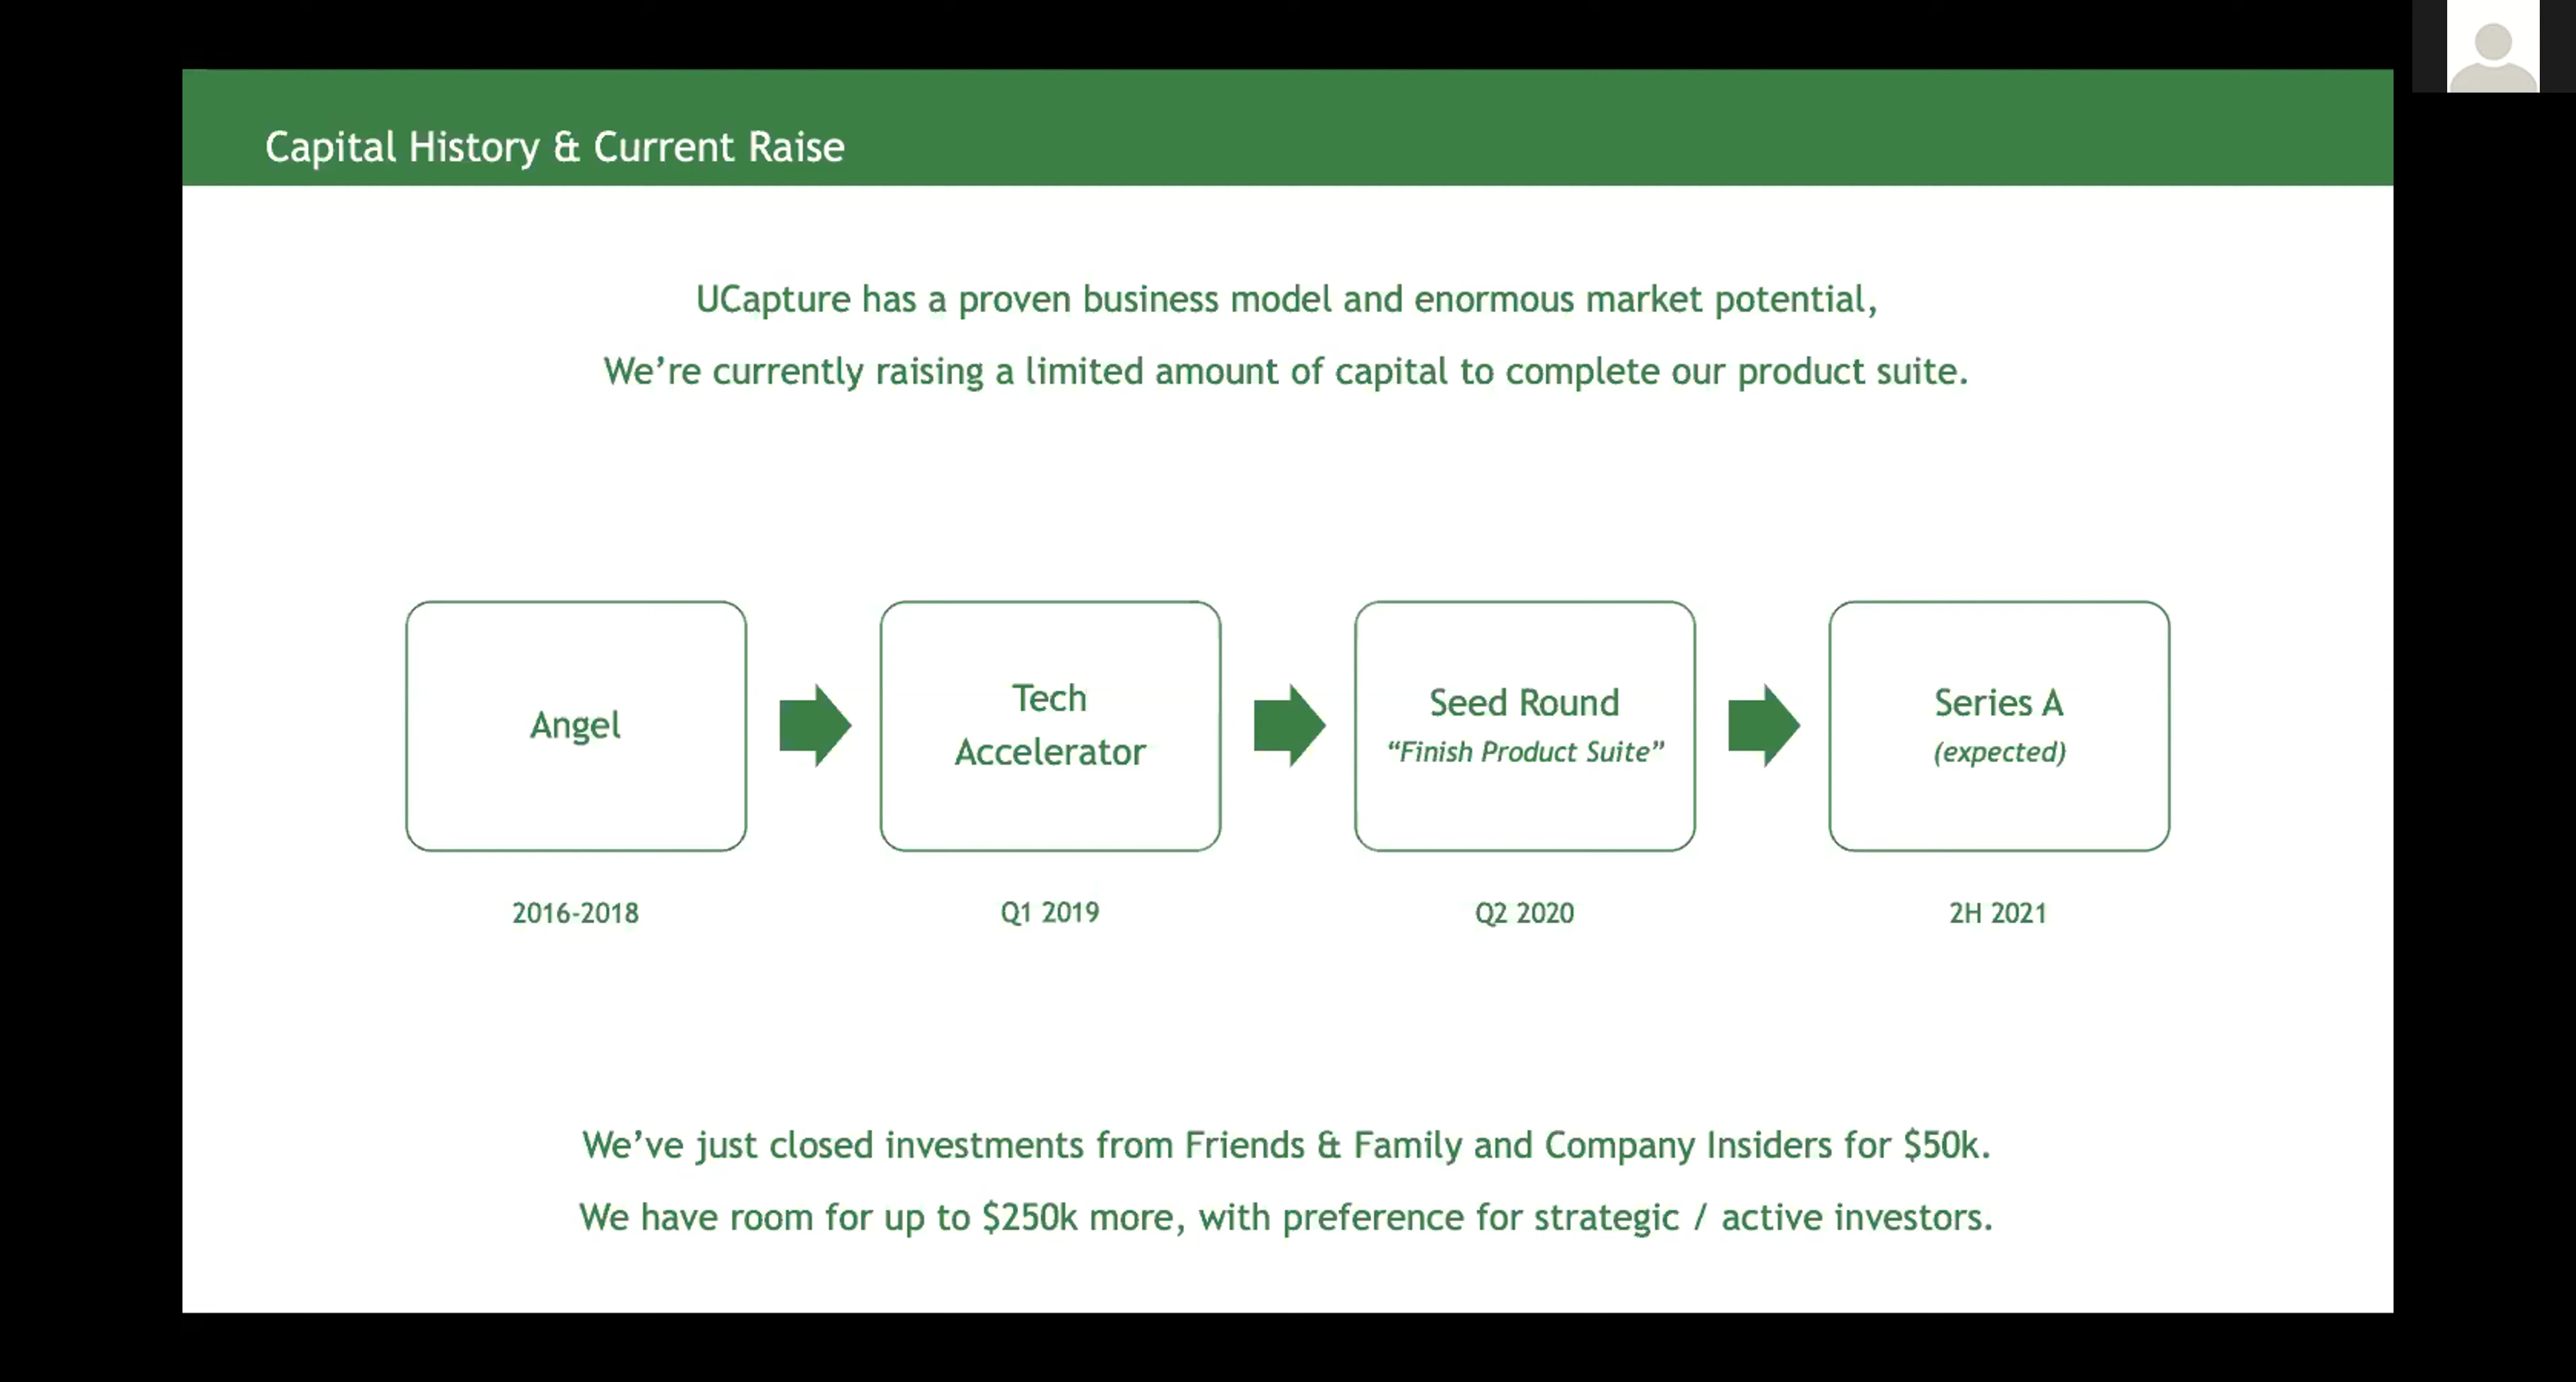 Capital History & Current Raise
UCapture has a proven business model and enormous market potential,
We’re currently raising a limited amount of capital to complete our product suite.
Angel
2016-2018
Tech
Accelerator
Q1 2019
Seed Round
“Finish Product Suite”
Q2 2020
Series A
(expected)
2H 2021
We’ve just closed investments from Friends & Family and Company Insiders for $50k.
We have room for up to $250k more, with preference for strategic / active investors.